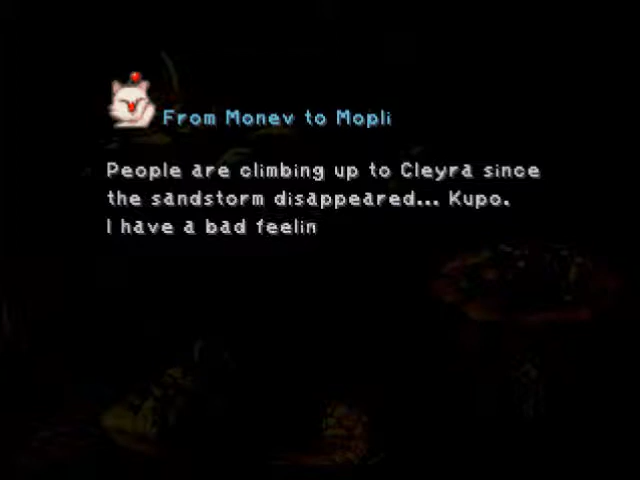 From Monev to Mopli
People are climbing up to Cleyra since
the sandstorm disappeared... Kupo.
I have a bad feelin